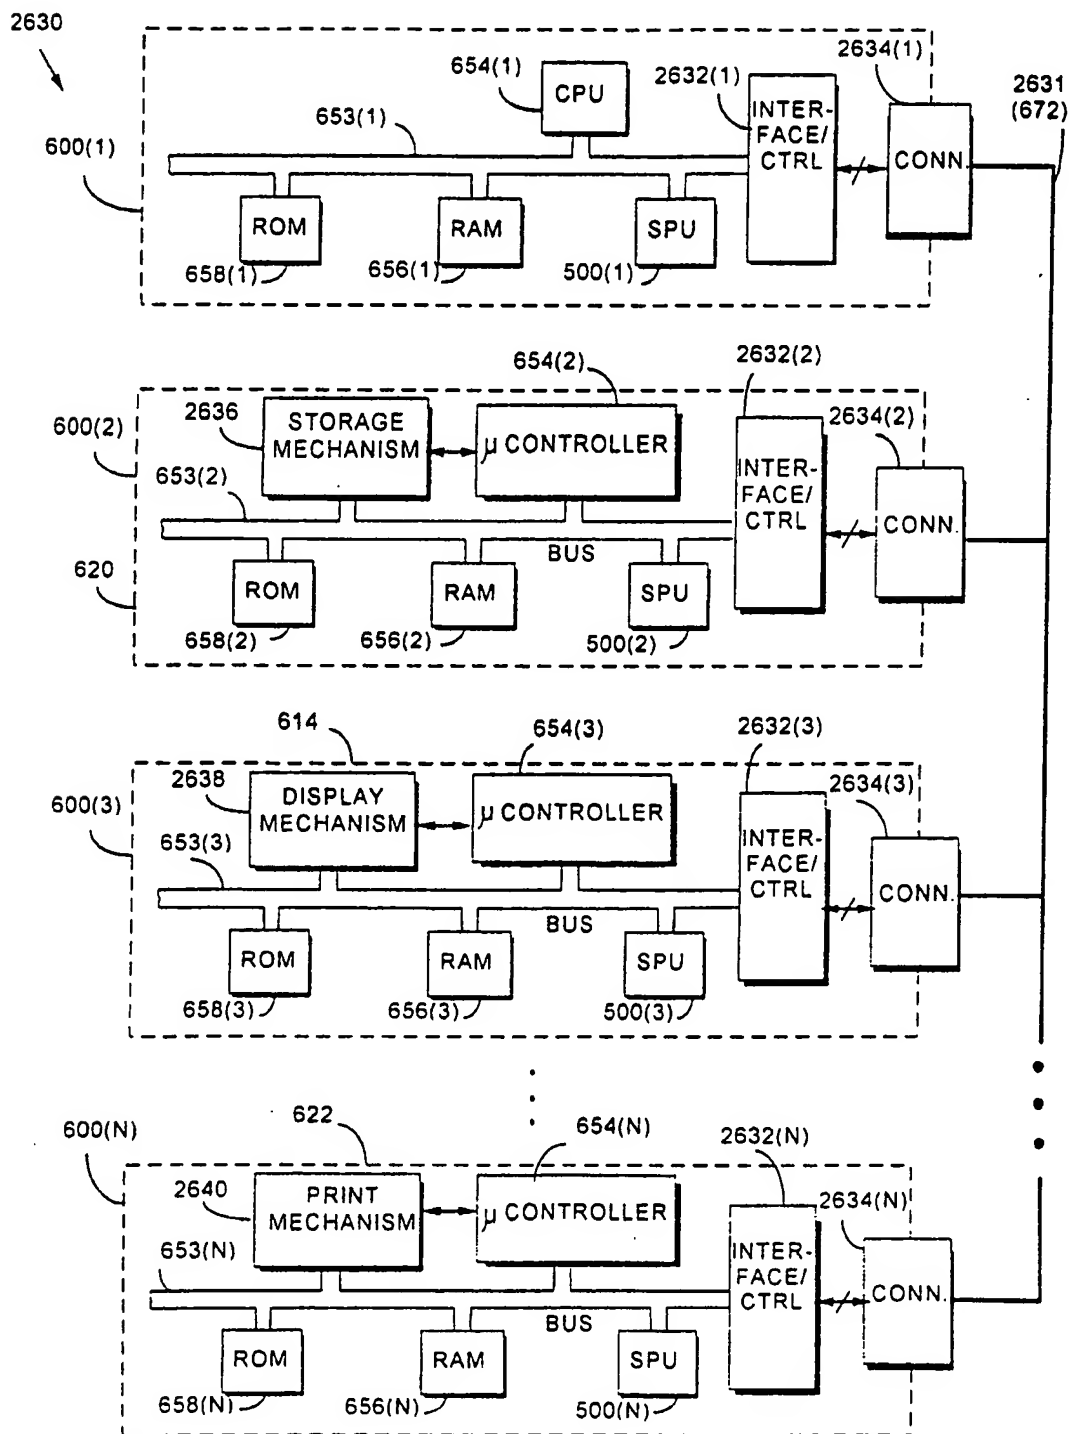 2630
600(1)
653(1)
654(1)
CPU
2632(1)
INTER-
FACE/
CTRL
2634(1)
CONN.
2631
(672)
ROM
658(1)
RAM
656(1)
SPU
500(1)
600(2)
620
2636
STORAGE
MECHANISM
654(2)
μ CONTROLLER
653(2)
BUS
2632(2)
INTER-
FACE/
CTRL
2634(2)
CONN.
ROM
658(2)
RAM
656(2)
SPU
500(2)
614
600(3)
2638
DISPLAY
MECHANISM
654(3)
μ CONTROLLER
653(3)
BUS
2632(3)
INTER-
FACE/
CTRL
2634(3)
CONN.
ROM
658(3)
RAM
656(3)
SPU
500(3)
622
600(N)
2640
PRINT
MECHANISM
654(N)
μ CONTROLLER
653(N)
BUS
2632(N)
INTER-
FACE/
CTRL
2634(N)
CONN.
ROM
658(N)
RAM
656(N)
SPU
500(N)